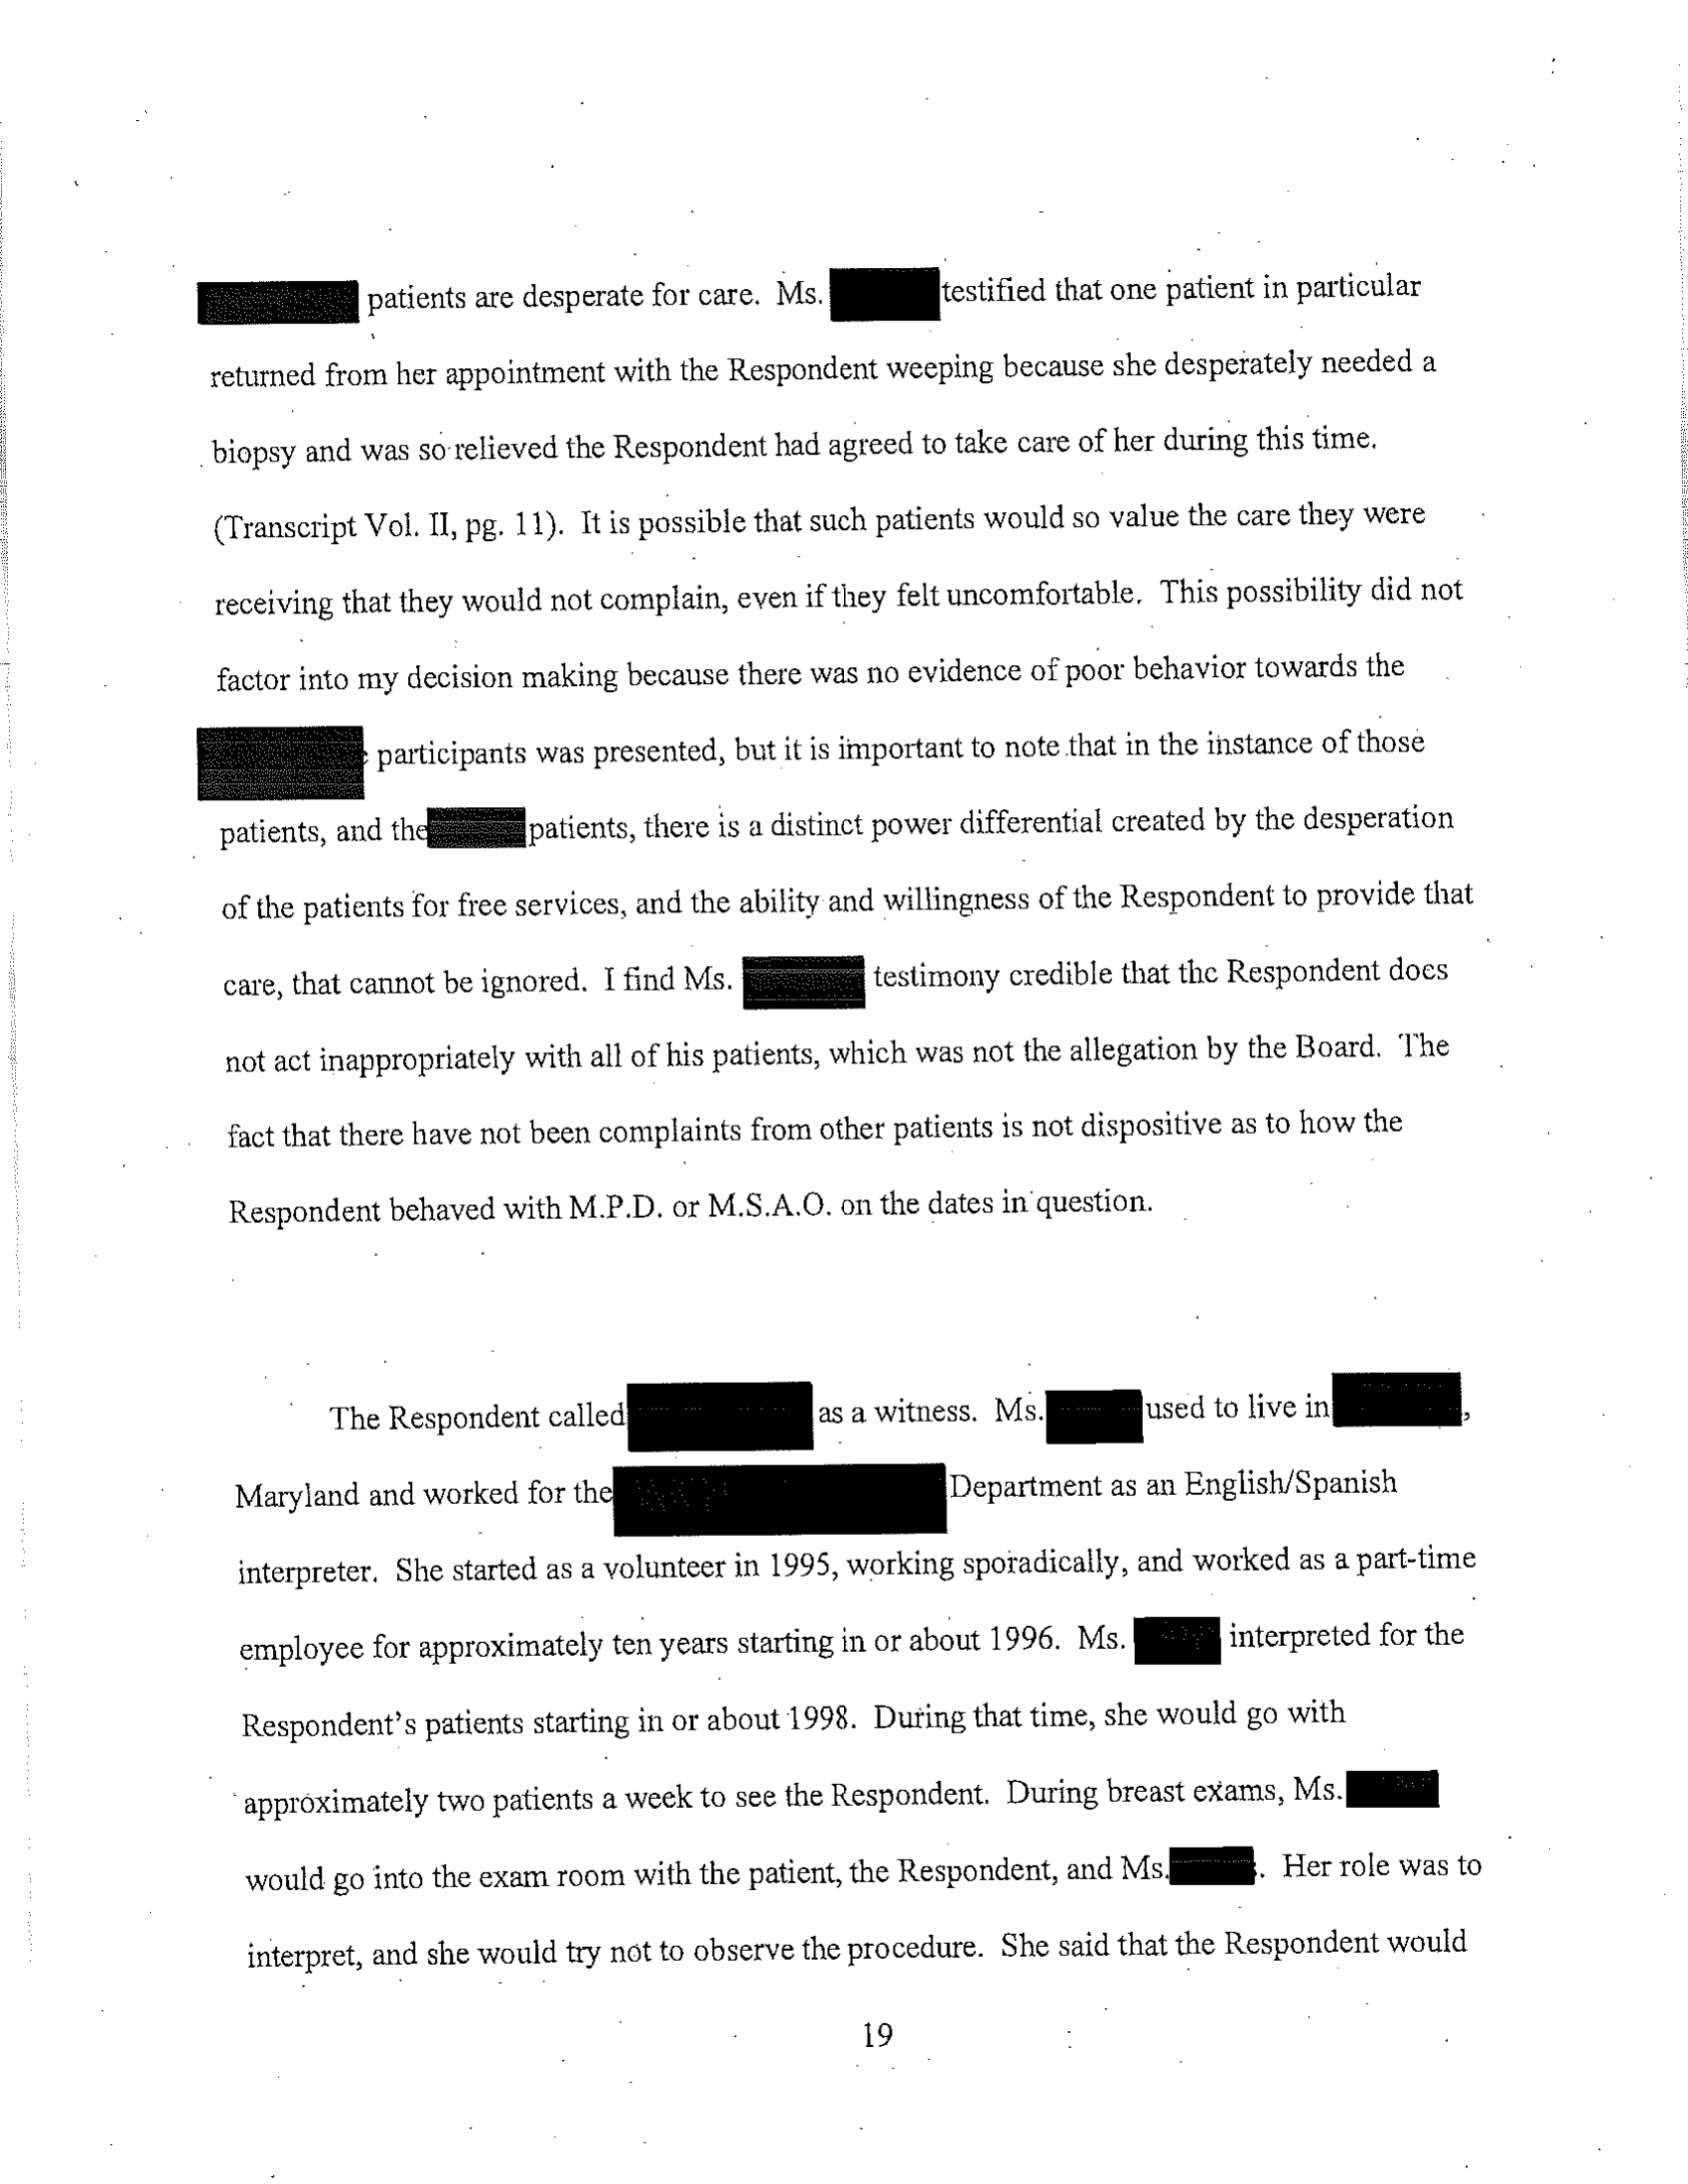 patients are desperate for care. Ms. testified that one patient in particular
returned from her appointment with the Respondent weeping because she desperately needed a
biopsy and was so relieved the Respondent had agreed to take care of her during this time.
(Transcript Vol. II, pg. 11). It is possible that such patients would so value the care they were
receiving that they would not complain, even if they felt uncomfortable. This possibility did not
factor into my decision making because there was no evidence of poor behavior towards the
participants was presented, but it is important to note that in the instance of those
patients, and the patients, there is a distinct power differential created by the desperation
of the patients for free services, and the ability and willingness of the Respondent to provide that
care, that cannot be ignored. I find Ms. testimony credible that the Respondent does
not act inappropriately with all of his patients, which was not the allegation by the Board. The
fact that there have not been complaints from other patients is not dispositive as to how the
Respondent behaved with M.P.D. or M.S.A.O. on the dates in question.
The Respondent called as a witness. Ms. used to live in ,
Maryland and worked for the Department as an English/Spanish
interpreter. She started as a volunteer in 1995, working sporadically, and worked as a part-time
employee for approximately ten years starting in or about 1996. Ms. interpreted for the
Respondent's patients starting in or about 1998. During that time, she would go with
approximately two patients a week to see the Respondent. During breast exams, Ms.
would go into the exam room with the patient, the Respondent, and Ms. . Her role was to
interpret, and she would try not to observe the procedure. She said that the Respondent would
19